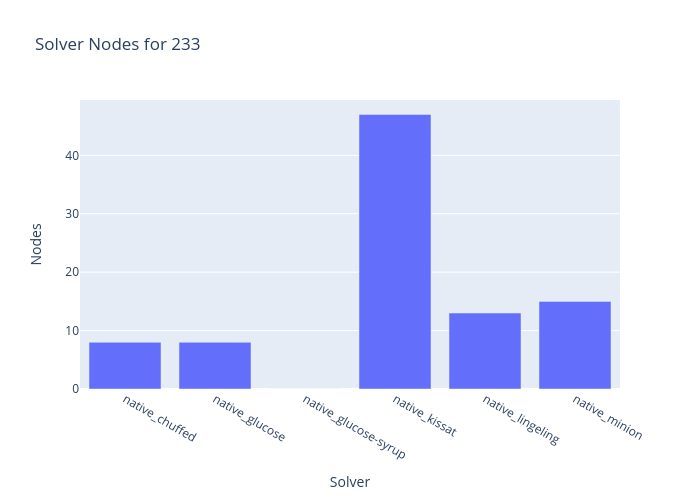 Solver Nodes for 233
Nodes
40
30
20
10
0
native_chuffed
native_glucose
native_glucose-syrup
native_kissat
native_lingeling
native_minion
Solver